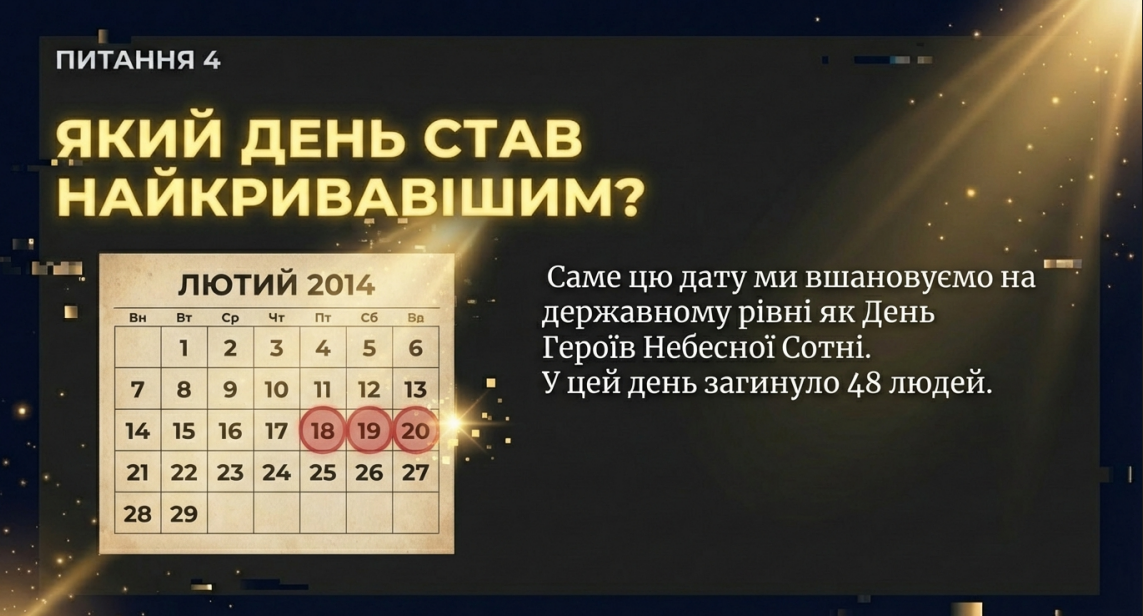 ПИТАННЯ 4
ЯКИЙ ДЕНЬ СТАВ
НАЙКРИВАВІШИМ?
ЛЮТИЙ 2014
Вн Вт Ср Чт Пт Сб Вд
1 2 3 4 5 6
7 8 9 10 11 12 13
14 15 16 17 18 19 20
21 22 23 24 25 26 27
28 29
Саме цю дату ми вшановуємо на
державному рівні як День
Героїв Небесної Сотні.
У цей день загинуло 48 людей.